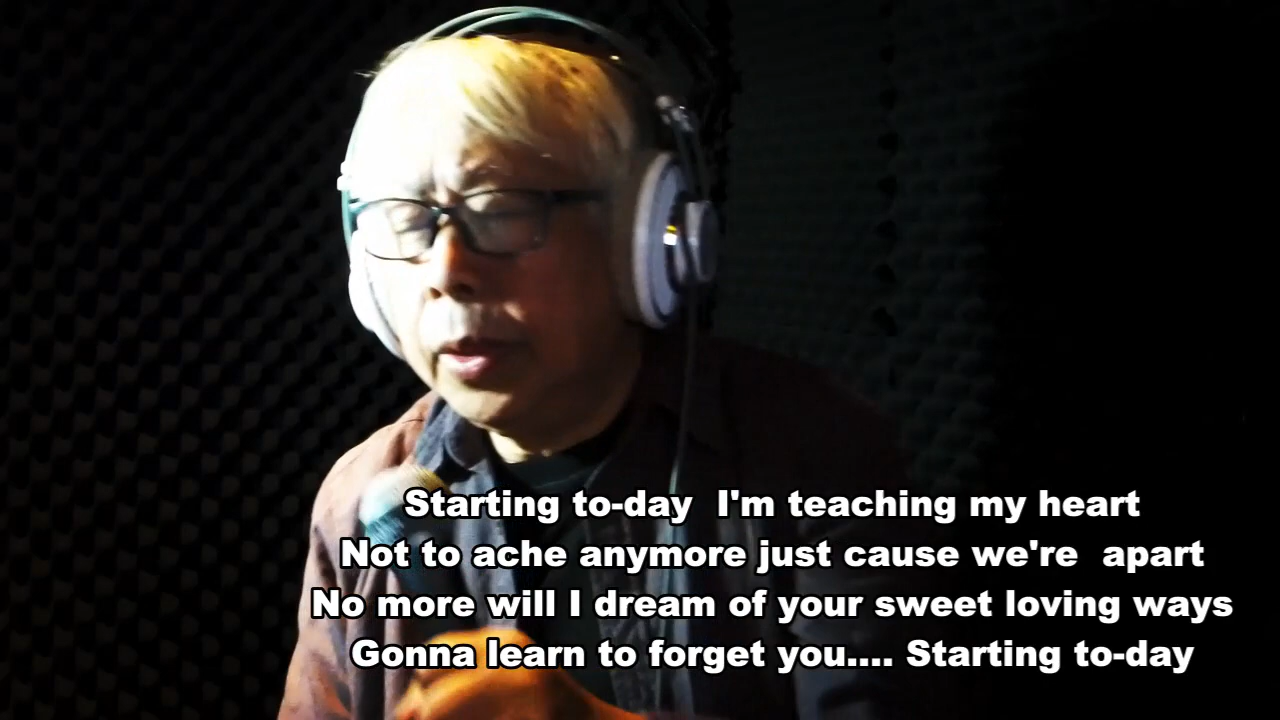 Starting to-day  I'm teaching my heart
Not to ache anymore just cause we're  apart
No more will I dream of your sweet loving ways
Gonna learn to forget you.... Starting to-day